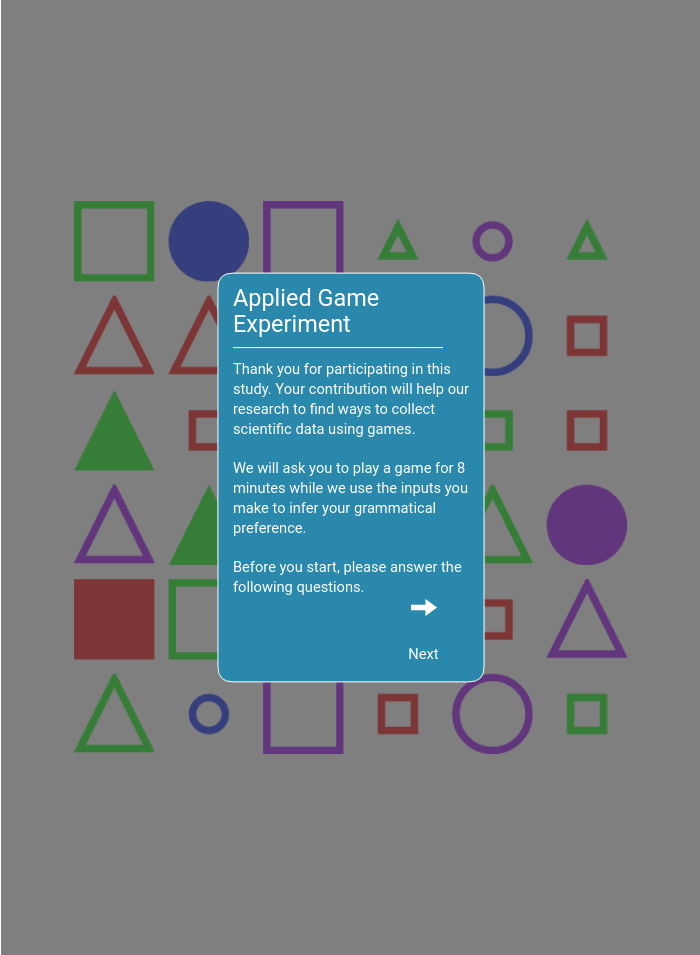 Applied Game
Experiment
Thank you for participating in this
study. Your contribution will help our
research to find ways to collect
scientific data using games.
We will ask you to play a game for 8
minutes while we use the inputs you
make to infer your grammatical
preference.
Before you start, please answer the
following questions.
Next